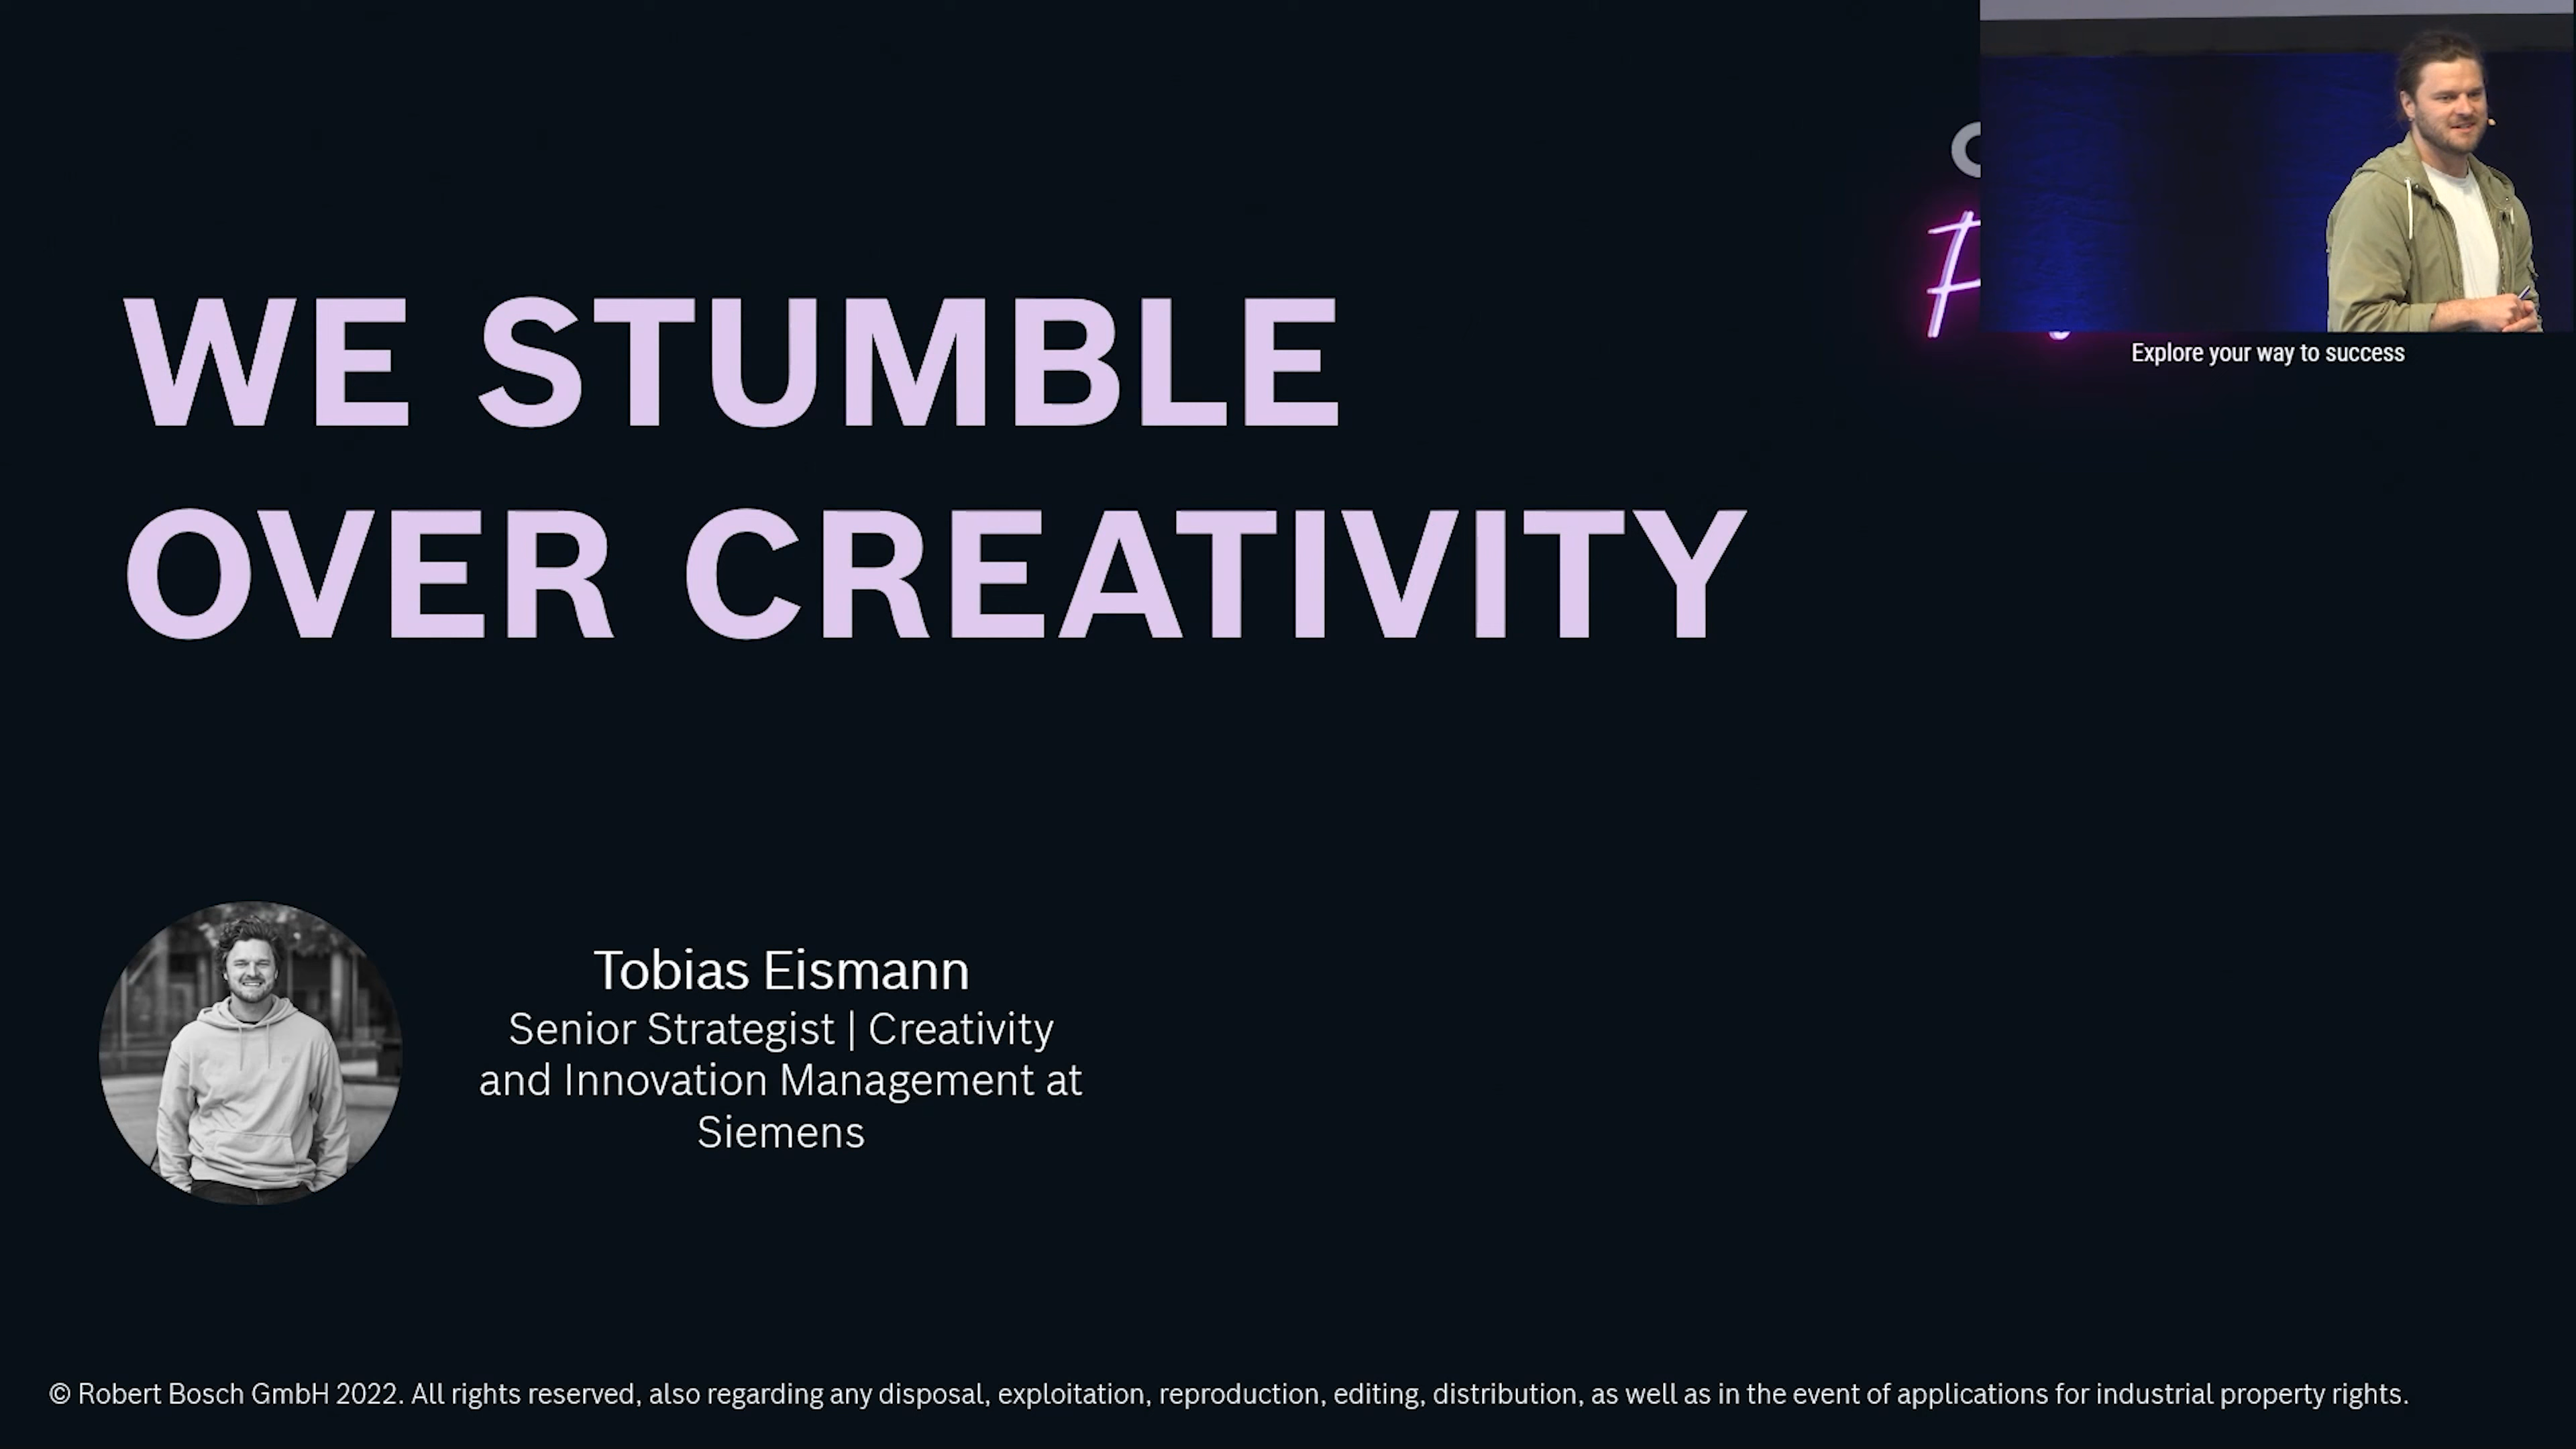 WE STUMBLE
OVER CREATIVITY
Explore your way to success
Tobias Eismann
Senior Strategist | Creativity
and Innovation Management at
Siemens
© Robert Bosch GmbH 2022. All rights reserved, also regarding any disposal, exploitation, reproduction, editing, distribution, as well as in the event of applications for industrial property rights.